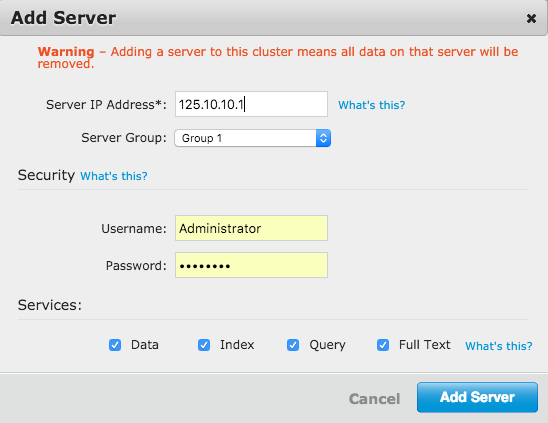 Add Server ×
Warning – Adding a server to this cluster means all data on that server will be
removed.
Server IP Address*: 125.10.10.1 What's this?
Server Group: Group 1
Security What's this?
Username: Administrator
Password: ••••••••
Services:
Data Index Query Full Text What's this?
Cancel Add Server